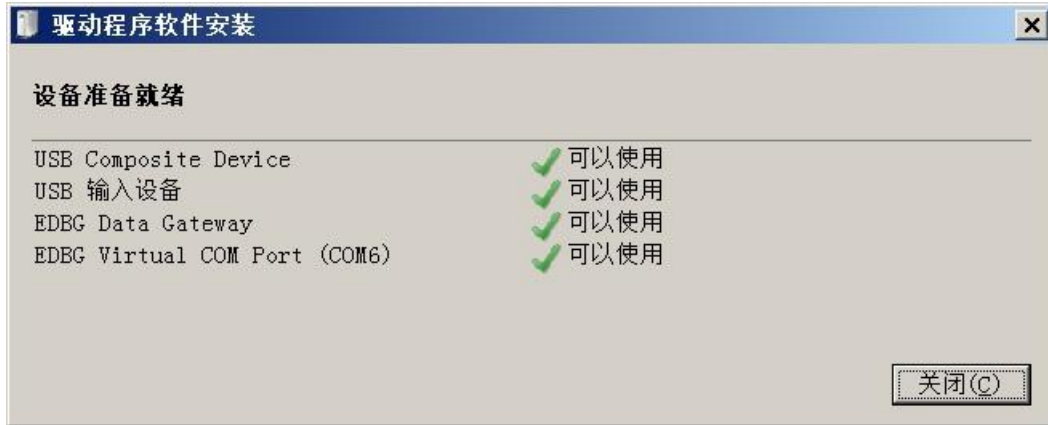 驱动程序软件安装
设备准备就绪
USB Composite Device 可以使用
USB 输入设备 可以使用
EDBG Data Gateway 可以使用
EDBG Virtual COM Port (COM6) 可以使用
关闭(C)